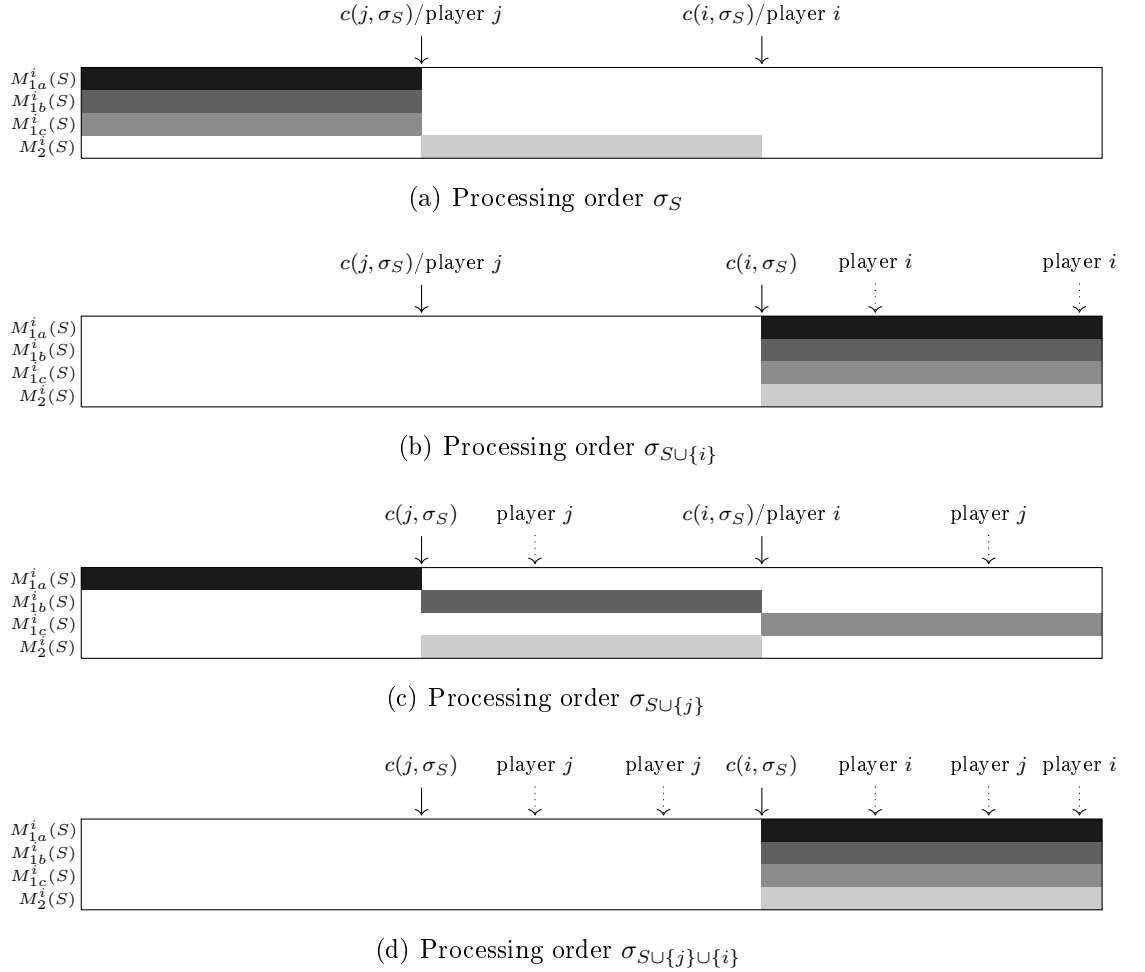 c(j, σ_S)/player j c(i, σ_S)/player i
M^i_{1a}(S)
M^i_{1b}(S)
M^i_{1c}(S)
M^i_2(S)
(a) Processing order σ_S
c(j, σ_S)/player j c(i, σ_S) player i player i
M^i_{1a}(S)
M^i_{1b}(S)
M^i_{1c}(S)
M^i_2(S)
(b) Processing order σ_{S∪{i}}
c(j, σ_S) player j c(i, σ_S)/player i player j
M^i_{1a}(S)
M^i_{1b}(S)
M^i_{1c}(S)
M^i_2(S)
(c) Processing order σ_{S∪{j}}
c(j, σ_S) player j player j c(i, σ_S) player i player j player i
M^i_{1a}(S)
M^i_{1b}(S)
M^i_{1c}(S)
M^i_2(S)
(d) Processing order σ_{S∪{j}∪{i}}